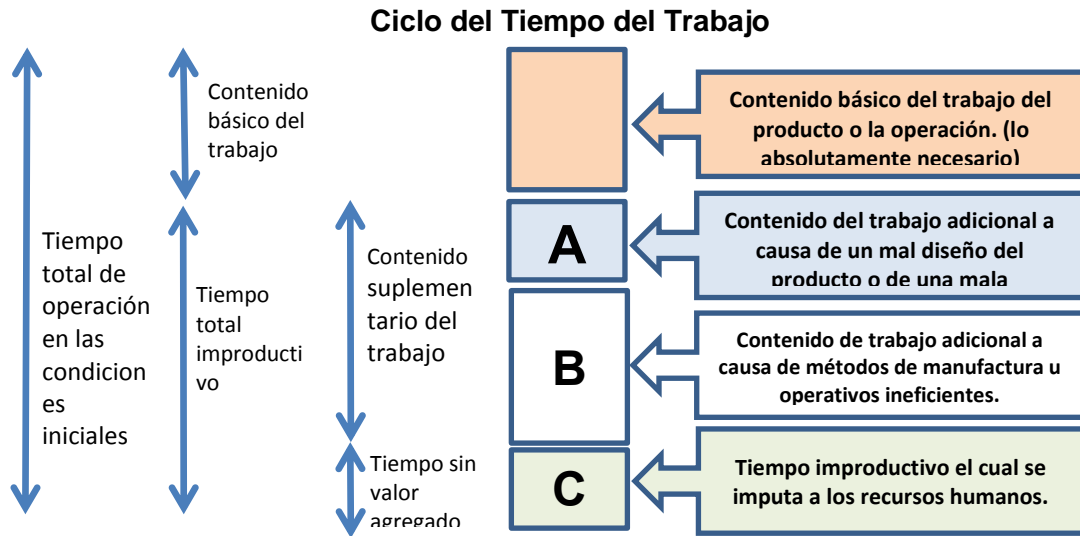 Ciclo del Tiempo del Trabajo
Tiempo
total de
operación
en las
condicion
es
iniciales
Contenido
básico del
trabajo
Tiempo
total
improducti
vo
Contenido
suplemen
tario del
trabajo
Tiempo sin
valor
agregado
A
B
C
Contenido básico del trabajo del
producto o la operación. (lo
absolutamente necesario)
Contenido del trabajo adicional a
causa de un mal diseño del
producto o de una mala
Contenido de trabajo adicional a
causa de métodos de manufactura u
operativos ineficientes.
Tiempo improductivo el cual se
imputa a los recursos humanos.